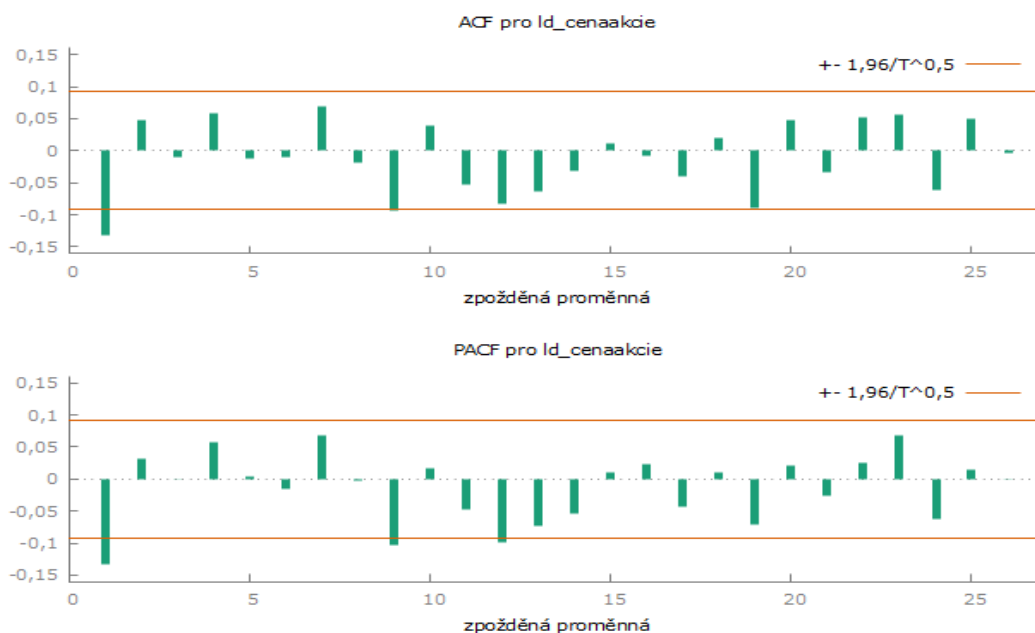 ACF pro ld_cenaakcie
+- 1,96/T^0,5
0,15
0,1
0,05
0
-0,05
-0,1
-0,15
0 5 10 15 20 25
zpožděná proměnná
PACF pro ld_cenaakcie
+- 1,96/T^0,5
0,15
0,1
0,05
0
-0,05
-0,1
-0,15
0 5 10 15 20 25
zpožděná proměnná